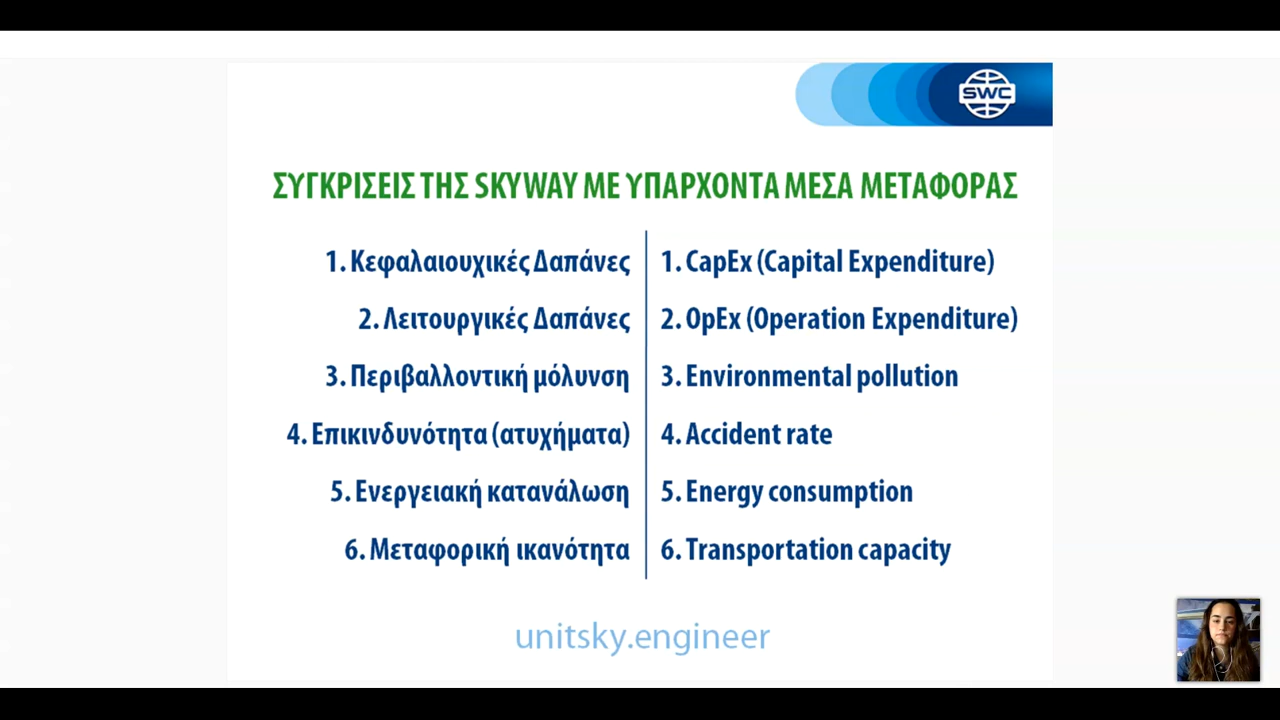 SWC
ΣΥΓΚΡΙΣΕΙΣ ΤΗΣ SKYWAY ΜΕ ΥΠΑΡΧΟΝΤΑ ΜΕΣΑ ΜΕΤΑΦΟΡΑΣ
1. Κεφαλαιουχικές Δαπάνες
2. Λειτουργικές Δαπάνες
3. Περιβαλλοντική μόλυνση
4. Επικινδυνότητα (ατυχήματα)
5. Ενεργειακή κατανάλωση
6. Μεταφορική ικανότητα
1. CapEx (Capital Expenditure)
2. OpEx (Operation Expenditure)
3. Environmental pollution
4. Accident rate
5. Energy consumption
6. Transportation capacity
unitsky.engineer